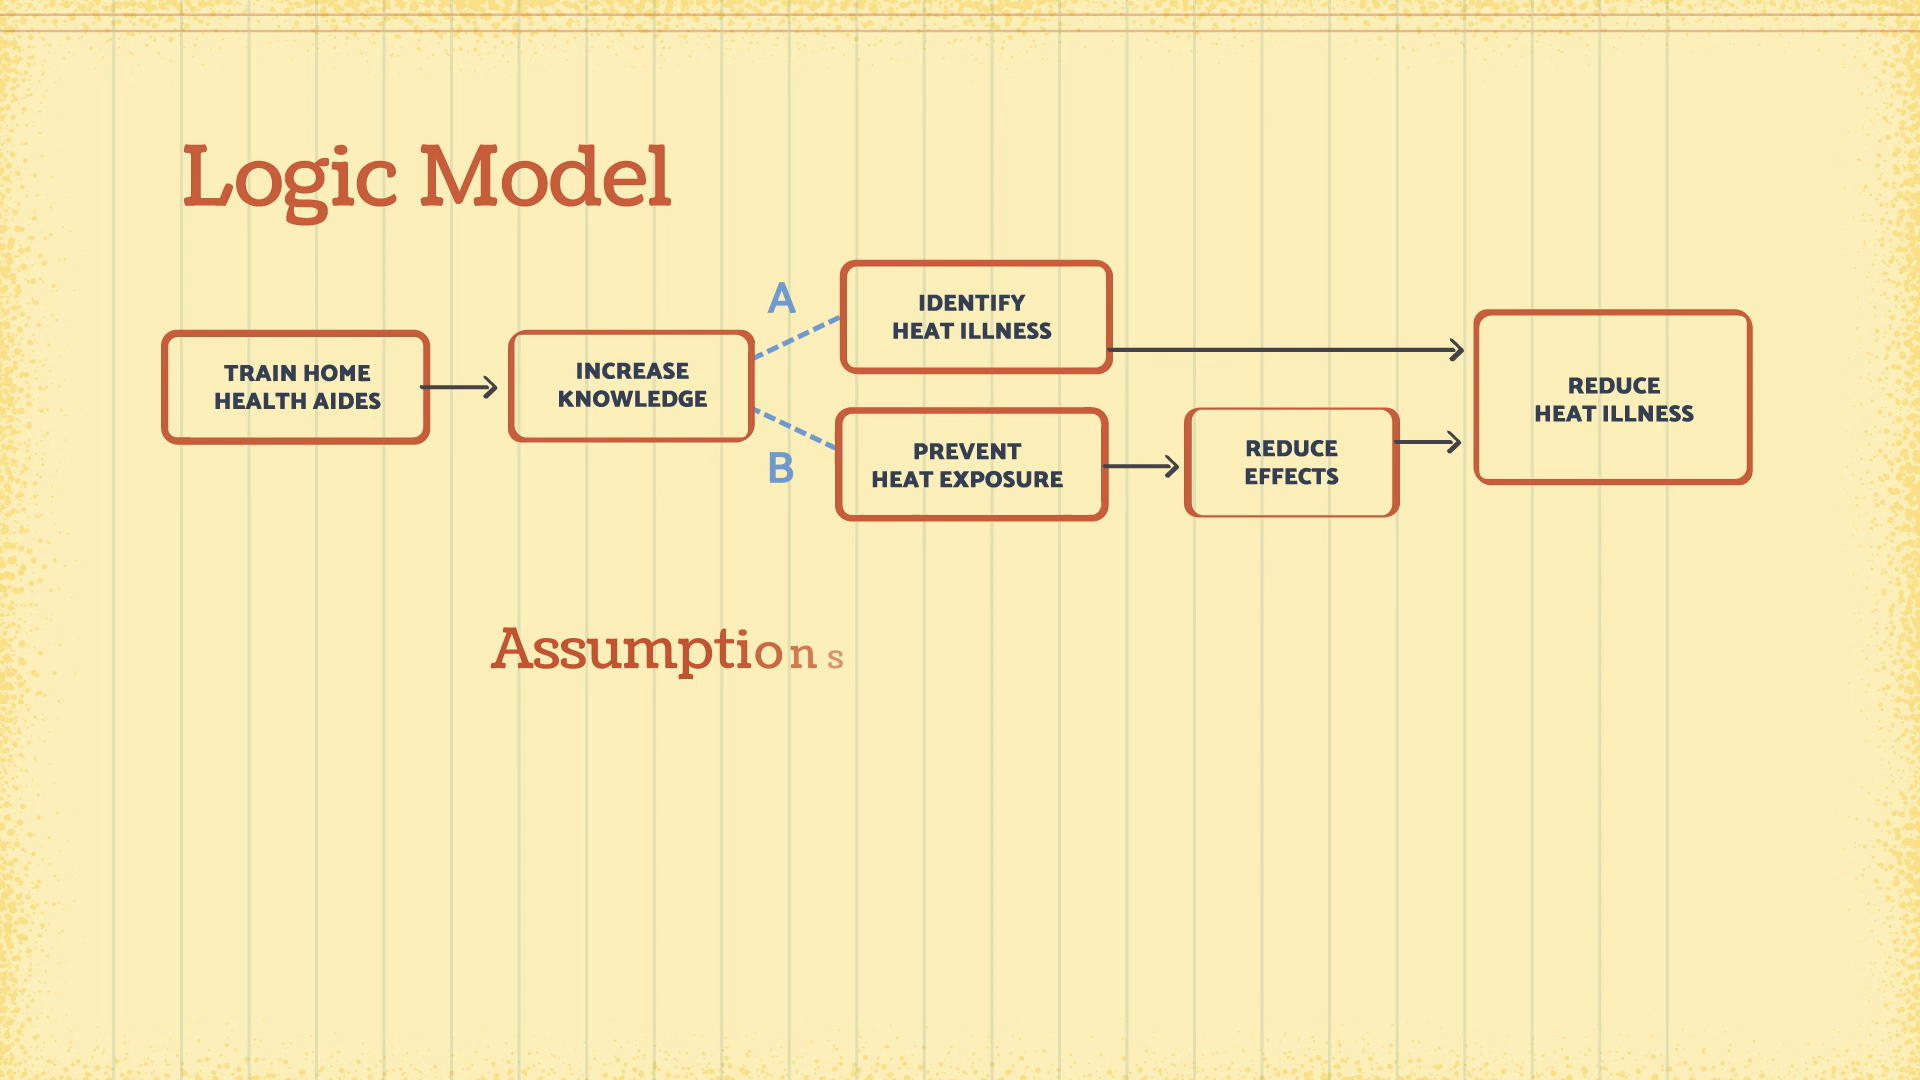 Logic Model
TRAIN HOME
HEALTH AIDES
INCREASE
KNOWLEDGE
A
B
IDENTIFY
HEAT ILLNESS
PREVENT
HEAT EXPOSURE
REDUCE
EFFECTS
REDUCE
HEAT ILLNESS
Assumptions